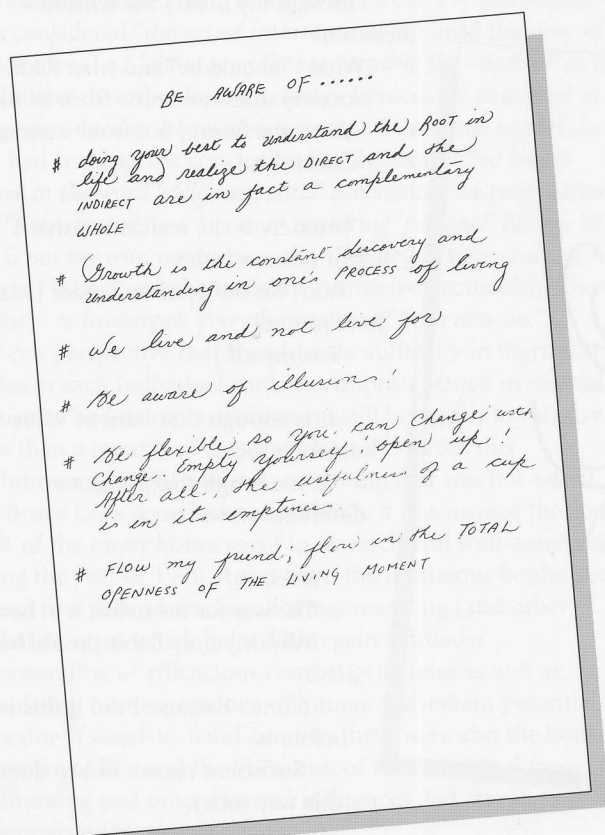 BE AWARE OF .....
# doing your best to understand the ROOT in
life and realize the DIRECT and the
INDIRECT are in fact a complementary
WHOLE
# Growth is the constant discovery and
understanding in one's PROCESS of living
# We live and not live for
# Be aware of illusion!
# Be flexible so you can change with
change. Empty yourself! open up.
After all, the usefulness of a cup
is in its emptiness.
# FLOW my friend; flow in the TOTAL
OPENNESS OF THE LIVING MOMENT